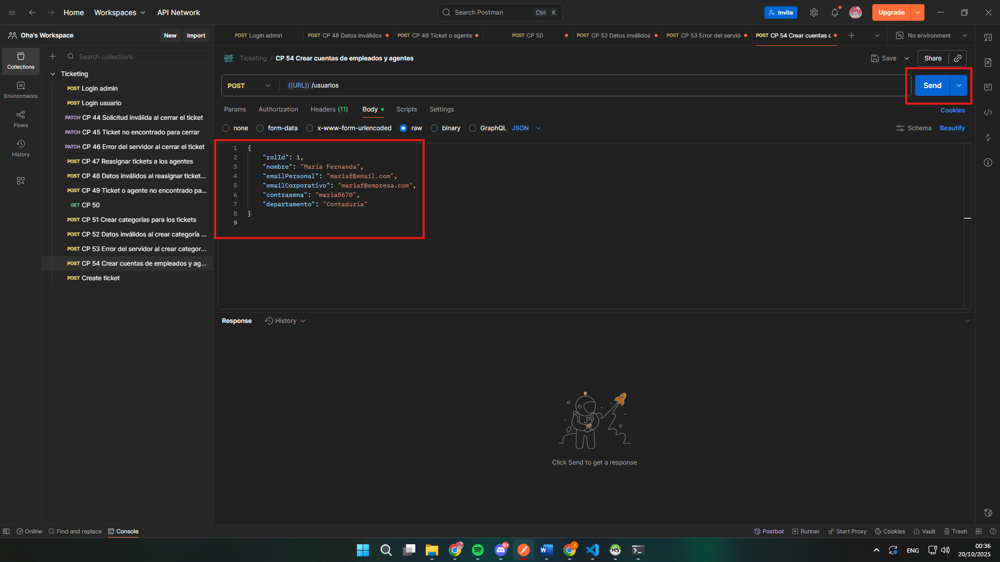 Home Workspaces API Network
Search Postman Ctrl K
Invite Upgrade
Oha's Workspace New Import
POST Login admin
POST CP 48 Datos inválidos
POST CP 49 Ticket o agente
POST CP 50
POST CP 52 Datos inválidos
POST CP 53 Error del servid
POST CP 54 Crear cuentas d
No environment
Collections
Environments
Flows
History
Search collections
Ticketing
POST Login admin
POST Login usuario
PATCH CP 44 Solicitud inválida al cerrar el ticket
PATCH CP 45 Ticket no encontrado para cerrar
PATCH CP 46 Error del servidor al cerrar el ticket
POST CP 47 Reasignar tickets a los agentes
POST CP 48 Datos inválidos al reasignar ticket...
POST CP 49 Ticket o agente no encontrado pa...
GET CP 50
POST CP 51 Crear categorías para los tickets
POST CP 52 Datos inválidos al crear categoría ...
POST CP 53 Error del servidor al crear categor...
POST CP 54 Crear cuentas de empleados y ag...
POST Create ticket
HTTP Ticketing / CP 54 Crear cuentas de empleados y agentes
Save Share
POST {{URL}} /usuarios
Send
Params Authorization Headers (11) Body Scripts Settings
Cookies
none form-data x-www-form-urlencoded raw binary GraphQL JSON
Schema Beautify
1 {
2 "rolId": 1,
3 "nombre": "María Fernanda",
4 "emailPersonal": "mariaf@email.com",
5 "emailCorporativo": "mariaf@empresa.com",
6 "contrasena": "maria5678",
7 "departamento": "Contaduría"
8 }
9
Response History
Click Send to get a response
Online Find and replace Console
Postbot Runner Start Proxy Cookies Vault Trash
9+
J
W
HS
ENG
00:36
20/10/2025